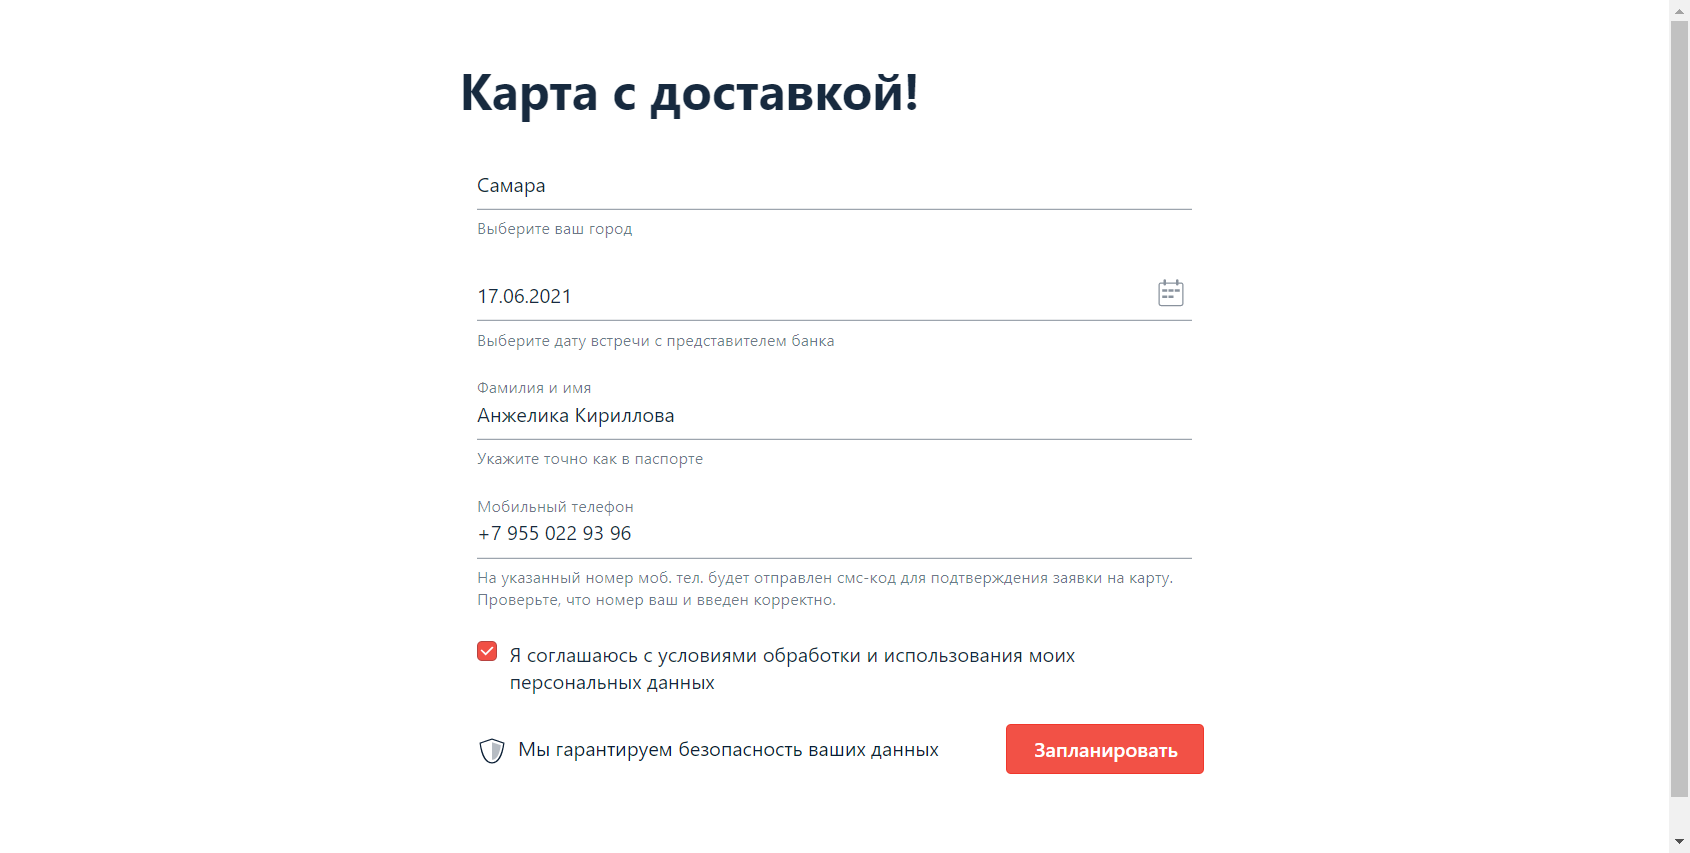 Карта с доставкой!
Самара
Выберите ваш город
17.06.2021
Выберите дату встречи с представителем банка
Фамилия и имя
Анжелика Кириллова
Укажите точно как в паспорте
Мобильный телефон
+7 955 022 93 96
На указанный номер моб. тел. будет отправлен смс-код для подтверждения заявки на карту.
Проверьте, что номер ваш и введен корректно.
Я соглашаюсь с условиями обработки и использования моих
персональных данных
Мы гарантируем безопасность ваших данных
Запланировать